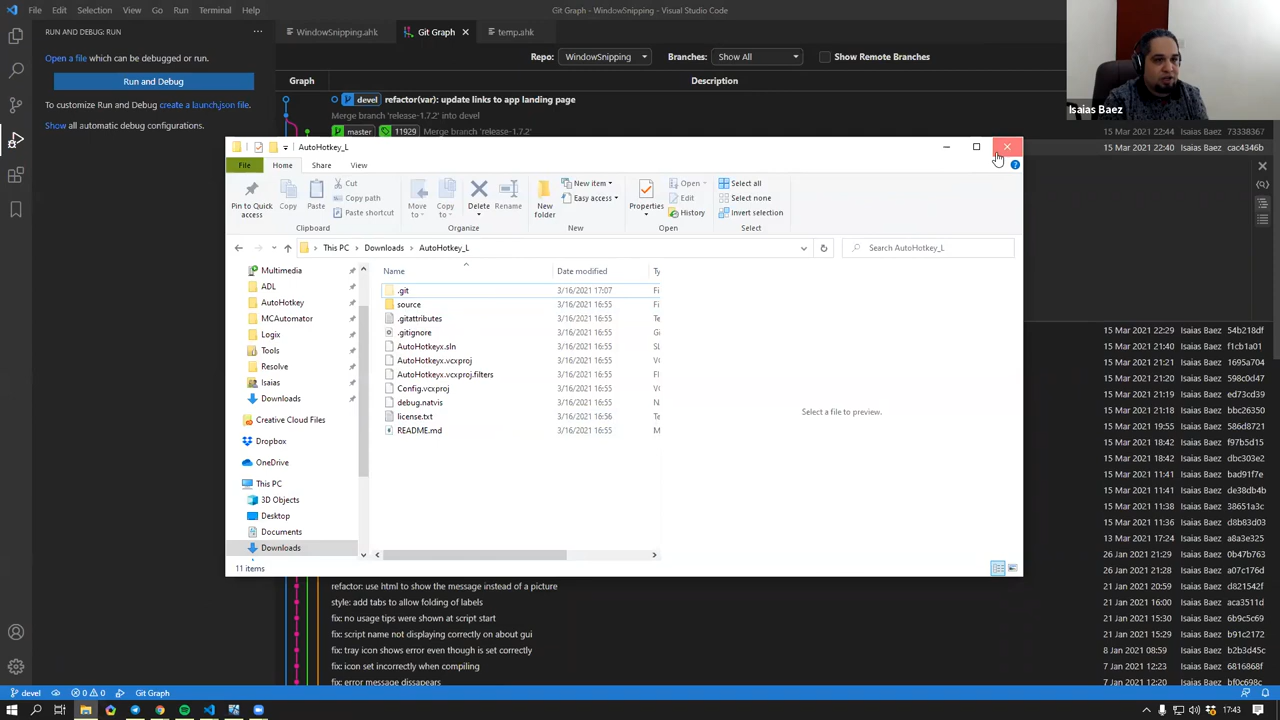 File Edit Selection View Go Run Terminal Help
Git Graph - WindowSnipping - Visual Studio Code
RUN AND DEBUG: RUN
WindowSnipping.ahk Git Graph temp.ahk
Open a file which can be debugged or run.
Repo: WindowSnipping Branches: Show All Show Remote Branches
Run and Debug
Graph Description
To customize Run and Debug create a launch.json file.
devel refactor(var): update links to app landing page
Show all automatic debug configurations.
Merge branch 'release-1.7.2' into devel
master 11929 Merge branch 'release-1.7.2'
Isaias Baez
15 Mar 2021 22:44 Isaias Baez 73338367
15 Mar 2021 22:40 Isaias Baez cac4346b
AutoHotkey_L
File Home Share View
Pin to Quick access
Copy
Paste
Cut
Copy path
Paste shortcut
Clipboard
Move to
Copy to
Delete
Rename
Organize
New folder
New item
Easy access
New
Properties
Open
Edit
History
Open
Select all
Select none
Invert selection
Select
This PC > Downloads > AutoHotkey_L
Search AutoHotkey_L
Multimedia
ADL
AutoHotkey
MCAutomator
Logix
Tools
Resolve
Isaias
Downloads
Creative Cloud Files
Dropbox
OneDrive
This PC
3D Objects
Desktop
Documents
Downloads
Name Date modified Ty
.git 3/16/2021 17:07 Fi
source 3/16/2021 16:55 Fi
.gitattributes 3/16/2021 16:55 Te
.gitignore 3/16/2021 16:55 G
AutoHotkeyx.sln 3/16/2021 16:55 SL
AutoHotkeyx.vcxproj 3/16/2021 16:55 VC
AutoHotkeyx.vcxproj.filters 3/16/2021 16:55 Fl
Config.vcxproj 3/16/2021 16:55 VC
debug.natvis 3/16/2021 16:55 N
license.txt 3/16/2021 16:56 Te
README.md 3/16/2021 16:55 M
Select a file to preview.
11 items
15 Mar 2021 22:29 Isaias Baez 54b218df
15 Mar 2021 21:40 Isaias Baez f1cb1a01
15 Mar 2021 21:21 Isaias Baez 1695a704
15 Mar 2021 21:20 Isaias Baez 598c0d47
15 Mar 2021 21:19 Isaias Baez ed73cd39
15 Mar 2021 21:18 Isaias Baez bbc26350
15 Mar 2021 19:55 Isaias Baez 586d8721
15 Mar 2021 18:42 Isaias Baez f97b5d15
15 Mar 2021 18:42 Isaias Baez dbc303e2
15 Mar 2021 11:41 Isaias Baez bad91f7e
15 Mar 2021 11:41 Isaias Baez de38db4b
15 Mar 2021 11:38 Isaias Baez 38651a3c
15 Mar 2021 11:36 Isaias Baez d8b83d03
13 Mar 2021 17:24 Isaias Baez a8a3e325
26 Jan 2021 21:29 Isaias Baez 0b47b763
26 Jan 2021 21:28 Isaias Baez a07c176d
refactor: use html to show the message instead of a picture 21 Jan 2021 20:59 Isaias Baez d821542f
style: add tabs to allow folding of labels 21 Jan 2021 16:00 Isaias Baez aca3511d
fix: no usage tips were shown at script start 21 Jan 2021 15:49 Isaias Baez 6b9c5c69
fix: script name not displaying correctly on about gui 21 Jan 2021 15:29 Isaias Baez b91c2172
fix: tray icon shows error even though is set correctly 8 Jan 2021 08:59 Isaias Baez b2b3d45c
fix: icon set incorrectly when compiling 7 Jan 2021 12:23 Isaias Baez 6816868f
fix: error message dissapears 7 Jan 2021 12:20 Isaias Baez bf0c698c
devel 0 0 Git Graph
17:43